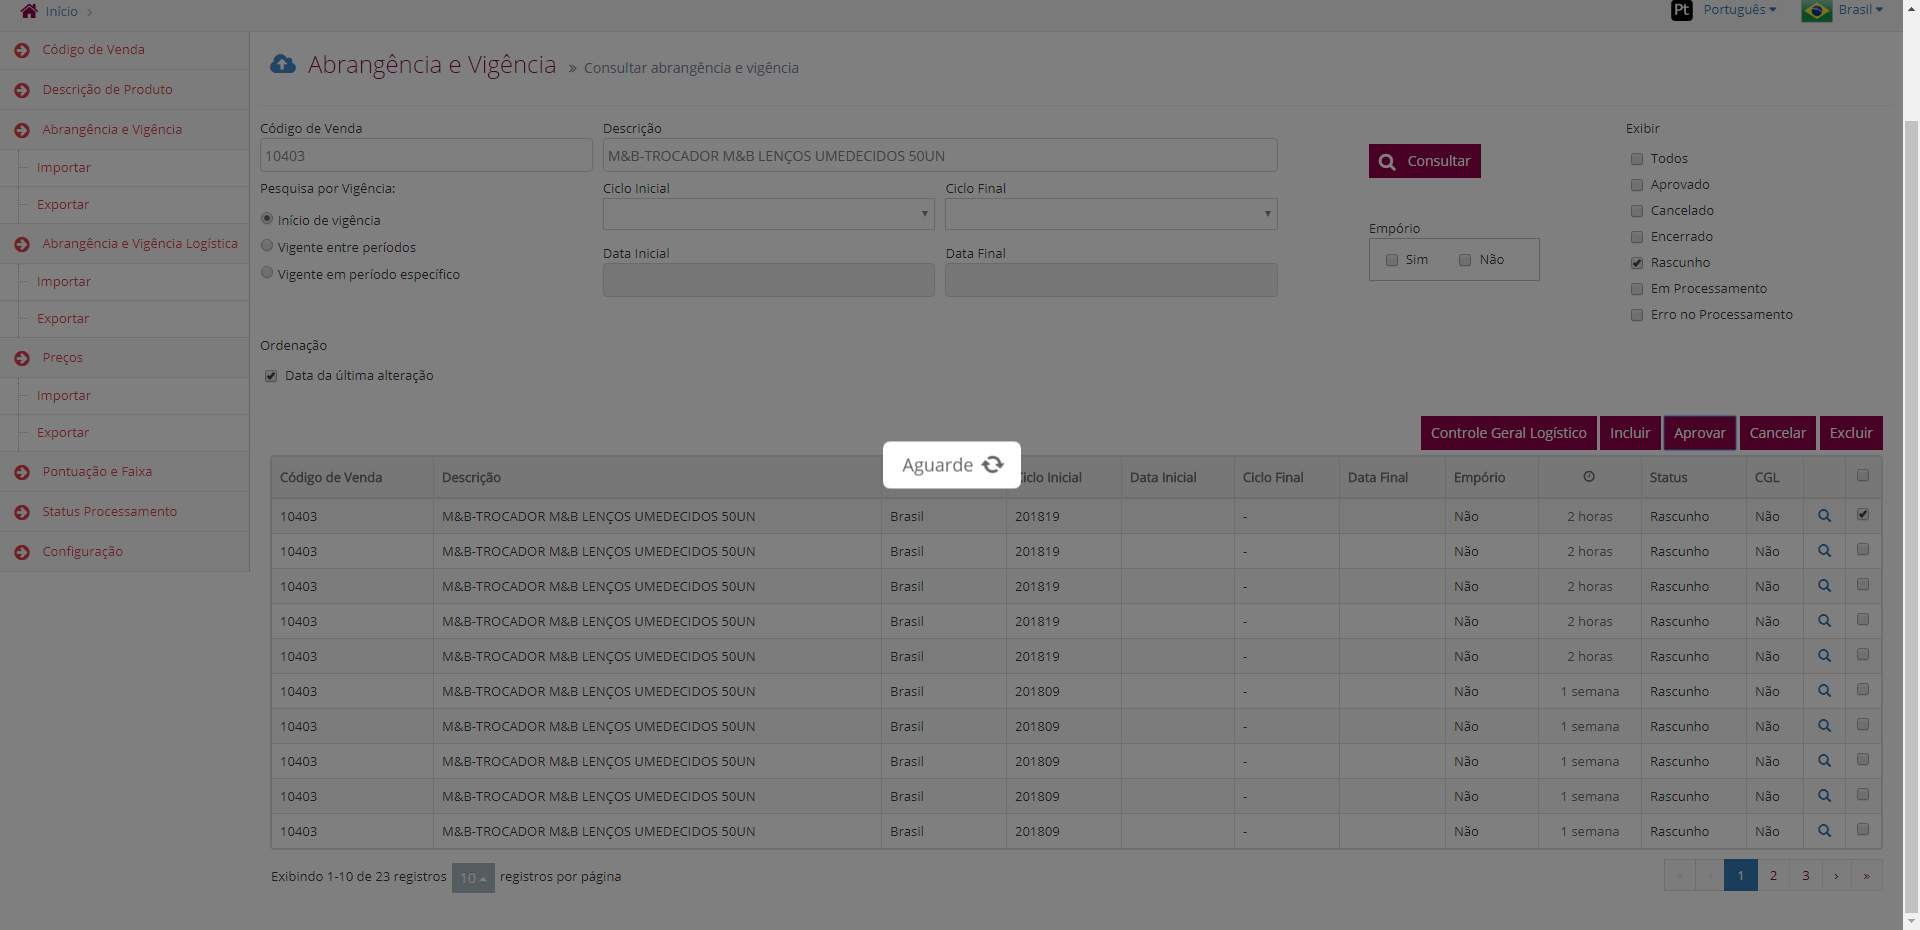 Início
Pt Português Brasil
Código de Venda
Descrição de Produto
Abrangência e Vigência
Importar
Exportar
Abrangência e Vigência Logística
Importar
Exportar
Preços
Importar
Exportar
Pontuação e Faixa
Status Processamento
Configuração
Abrangência e Vigência » Consultar abrangência e vigência
Código de Venda
10403
Descrição
M&B-TROCADOR M&B LENÇOS UMEDECIDOS 50UN
Pesquisa por Vigência:
Início de vigência
Vigente entre períodos
Vigente em período específico
Ciclo Inicial
Ciclo Final
Data Inicial
Data Final
Consultar
Empório
Sim Não
Exibir
Todos
Aprovado
Cancelado
Encerrado
Rascunho
Em Processamento
Erro no Processamento
Ordenação
Data da última alteração
Controle Geral Logístico Incluir Aprovar Cancelar Excluir
Aguarde
Código de Venda Descrição Ciclo Inicial Data Inicial Ciclo Final Data Final Empório Status CGL
10403 M&B-TROCADOR M&B LENÇOS UMEDECIDOS 50UN Brasil 201819 - Não 2 horas Rascunho Não
10403 M&B-TROCADOR M&B LENÇOS UMEDECIDOS 50UN Brasil 201819 - Não 2 horas Rascunho Não
10403 M&B-TROCADOR M&B LENÇOS UMEDECIDOS 50UN Brasil 201819 - Não 2 horas Rascunho Não
10403 M&B-TROCADOR M&B LENÇOS UMEDECIDOS 50UN Brasil 201819 - Não 2 horas Rascunho Não
10403 M&B-TROCADOR M&B LENÇOS UMEDECIDOS 50UN Brasil 201819 - Não 2 horas Rascunho Não
10403 M&B-TROCADOR M&B LENÇOS UMEDECIDOS 50UN Brasil 201809 - Não 1 semana Rascunho Não
10403 M&B-TROCADOR M&B LENÇOS UMEDECIDOS 50UN Brasil 201809 - Não 1 semana Rascunho Não
10403 M&B-TROCADOR M&B LENÇOS UMEDECIDOS 50UN Brasil 201809 - Não 1 semana Rascunho Não
10403 M&B-TROCADOR M&B LENÇOS UMEDECIDOS 50UN Brasil 201809 - Não 1 semana Rascunho Não
10403 M&B-TROCADOR M&B LENÇOS UMEDECIDOS 50UN Brasil 201809 - Não 1 semana Rascunho Não
Exibindo 1-10 de 23 registros 10 registros por página
« ‹ 1 2 3 › »